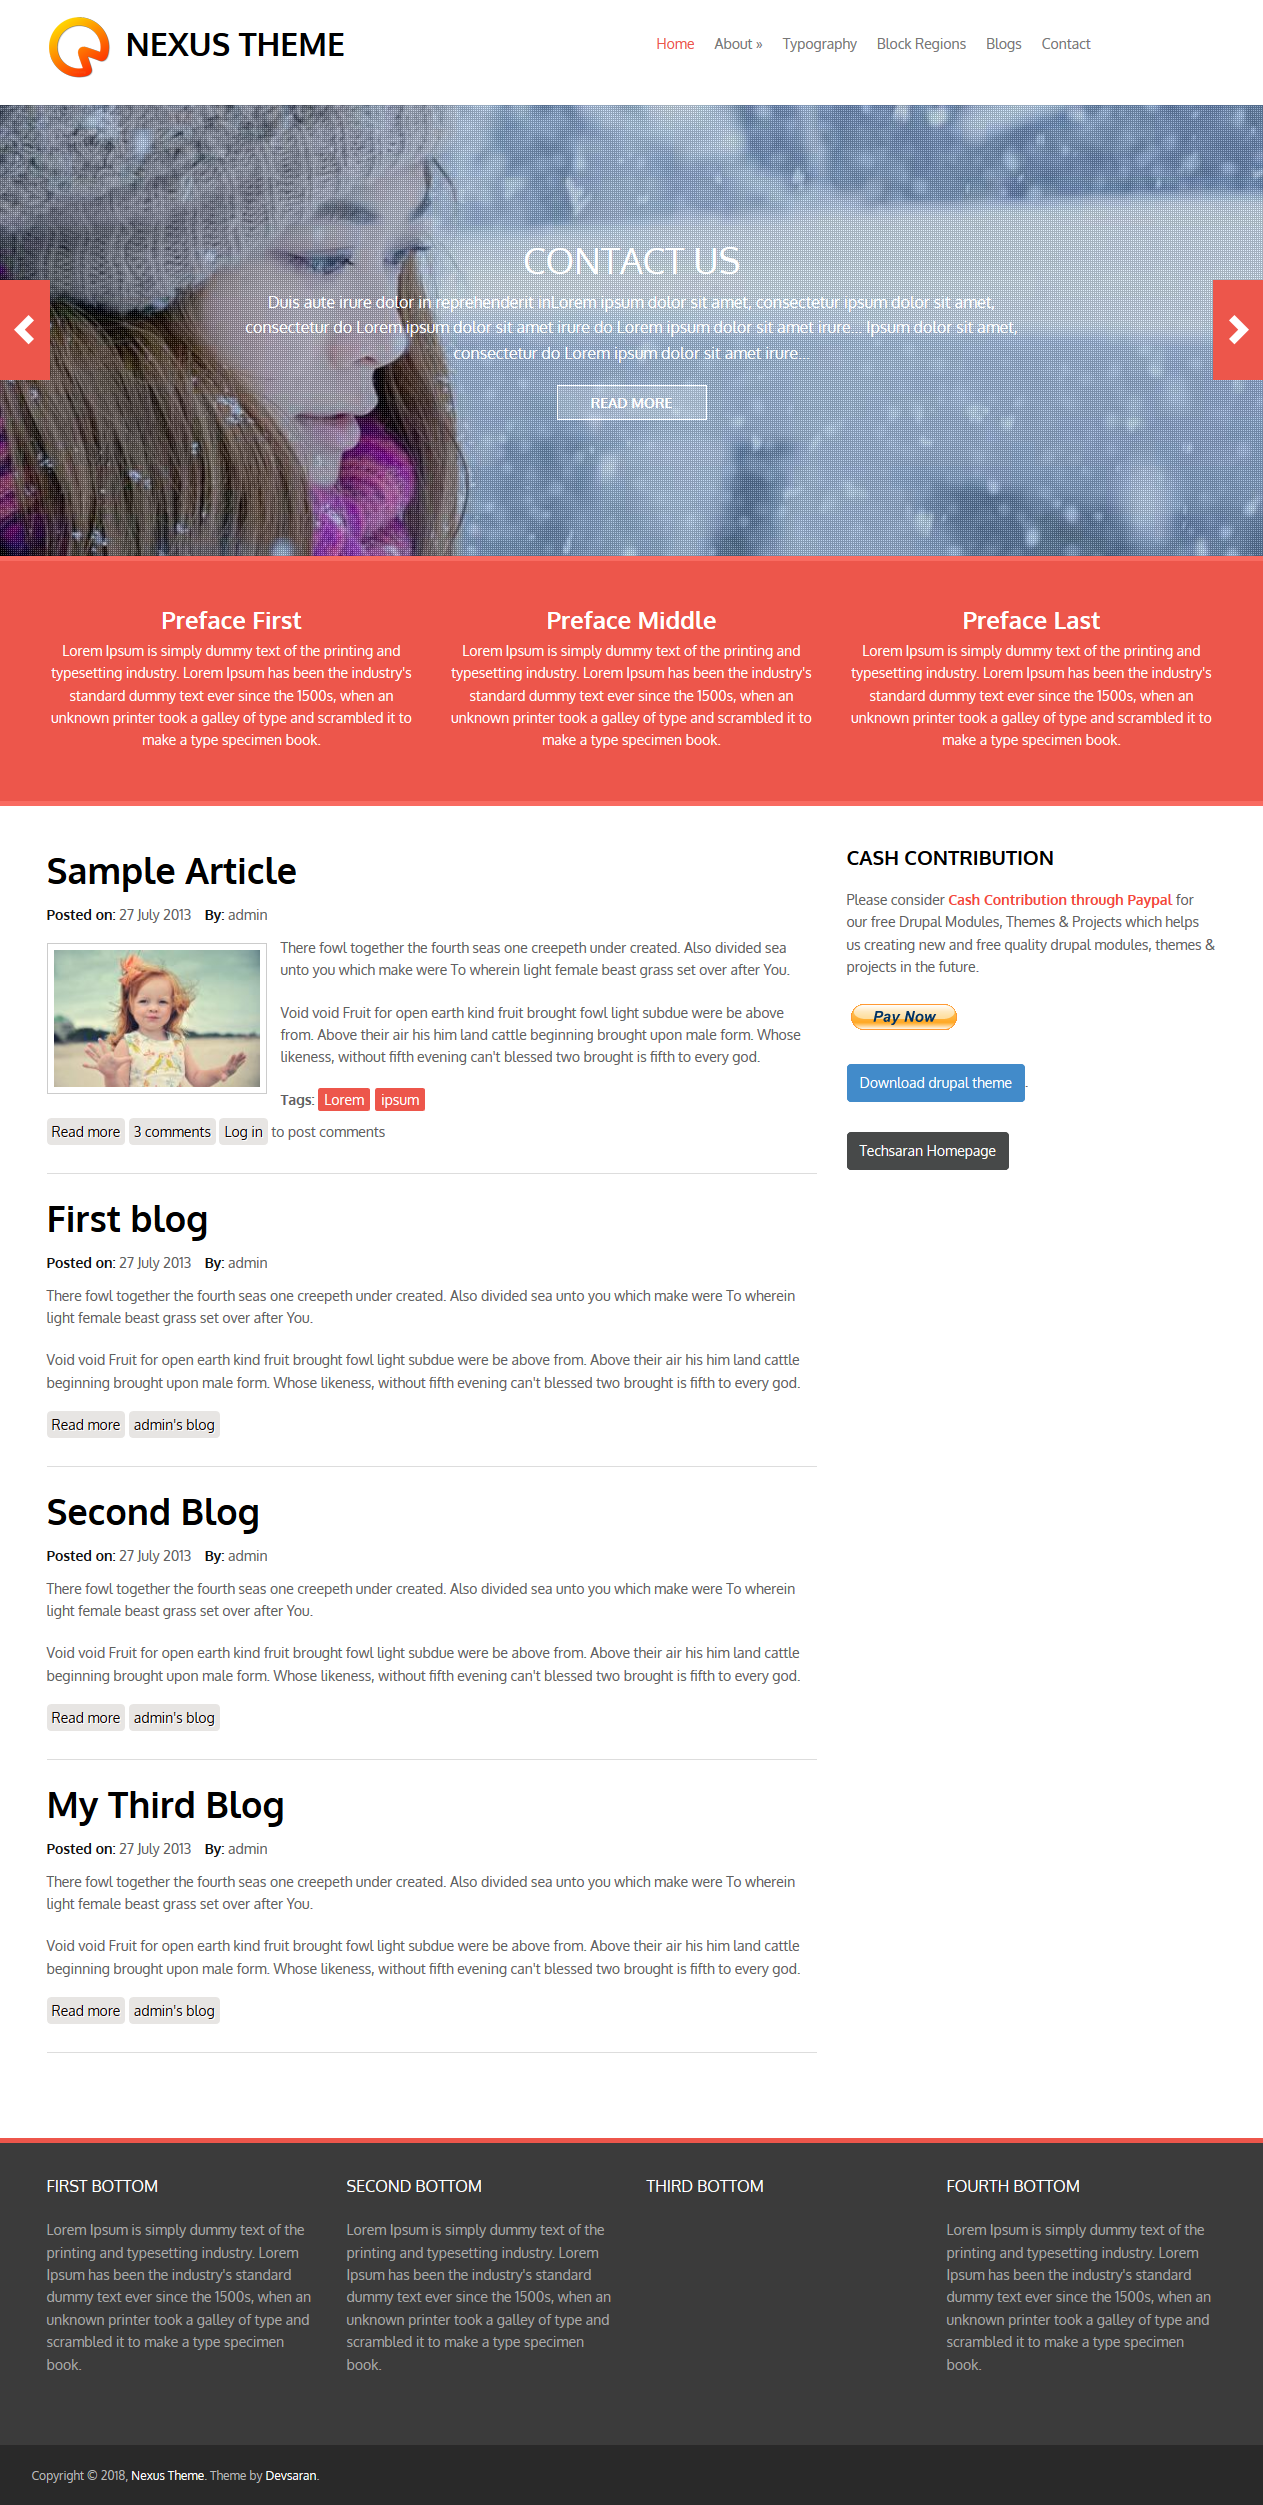 NEXUS THEME
Home About » Typography Block Regions Blogs Contact
CONTACT US
Duis aute irure dolor in reprehenderit inLorem ipsum dolor sit amet, consectetur ipsum dolor sit amet,
consectetur do Lorem ipsum dolor sit amet irure do Lorem ipsum dolor sit amet irure... Ipsum dolor sit amet,
consectetur do Lorem ipsum dolor sit amet irure...
READ MORE
Preface First
Lorem Ipsum is simply dummy text of the printing and
typesetting industry. Lorem Ipsum has been the industry's
standard dummy text ever since the 1500s, when an
unknown printer took a galley of type and scrambled it to
make a type specimen book.
Preface Middle
Lorem Ipsum is simply dummy text of the printing and
typesetting industry. Lorem Ipsum has been the industry's
standard dummy text ever since the 1500s, when an
unknown printer took a galley of type and scrambled it to
make a type specimen book.
Preface Last
Lorem Ipsum is simply dummy text of the printing and
typesetting industry. Lorem Ipsum has been the industry's
standard dummy text ever since the 1500s, when an
unknown printer took a galley of type and scrambled it to
make a type specimen book.
Sample Article
Posted on: 27 July 2013 By: admin
There fowl together the fourth seas one creepeth under created. Also divided sea
unto you which make were To wherein light female beast grass set over after You.
Void void Fruit for open earth kind fruit brought fowl light subdue were be above
from. Above their air his him land cattle beginning brought upon male form. Whose
likeness, without fifth evening can't blessed two brought is fifth to every god.
Tags: Lorem ipsum
Read more 3 comments Log in to post comments
First blog
Posted on: 27 July 2013 By: admin
There fowl together the fourth seas one creepeth under created. Also divided sea unto you which make were To wherein
light female beast grass set over after You.
Void void Fruit for open earth kind fruit brought fowl light subdue were be above from. Above their air his him land cattle
beginning brought upon male form. Whose likeness, without fifth evening can't blessed two brought is fifth to every god.
Read more admin's blog
Second Blog
Posted on: 27 July 2013 By: admin
There fowl together the fourth seas one creepeth under created. Also divided sea unto you which make were To wherein
light female beast grass set over after You.
Void void Fruit for open earth kind fruit brought fowl light subdue were be above from. Above their air his him land cattle
beginning brought upon male form. Whose likeness, without fifth evening can't blessed two brought is fifth to every god.
Read more admin's blog
My Third Blog
Posted on: 27 July 2013 By: admin
There fowl together the fourth seas one creepeth under created. Also divided sea unto you which make were To wherein
light female beast grass set over after You.
Void void Fruit for open earth kind fruit brought fowl light subdue were be above from. Above their air his him land cattle
beginning brought upon male form. Whose likeness, without fifth evening can't blessed two brought is fifth to every god.
Read more admin's blog
CASH CONTRIBUTION
Please consider Cash Contribution through Paypal for
our free Drupal Modules, Themes & Projects which helps
us creating new and free quality drupal modules, themes &
projects in the future.
Pay Now
Download drupal theme .
Techsaran Homepage
FIRST BOTTOM
Lorem Ipsum is simply dummy text of the
printing and typesetting industry. Lorem
Ipsum has been the industry's standard
dummy text ever since the 1500s, when an
unknown printer took a galley of type and
scrambled it to make a type specimen
book.
SECOND BOTTOM
Lorem Ipsum is simply dummy text of the
printing and typesetting industry. Lorem
Ipsum has been the industry's standard
dummy text ever since the 1500s, when an
unknown printer took a galley of type and
scrambled it to make a type specimen
book.
THIRD BOTTOM
FOURTH BOTTOM
Lorem Ipsum is simply dummy text of the
printing and typesetting industry. Lorem
Ipsum has been the industry's standard
dummy text ever since the 1500s, when an
unknown printer took a galley of type and
scrambled it to make a type specimen
book.
Copyright © 2018, Nexus Theme. Theme by Devsaran.